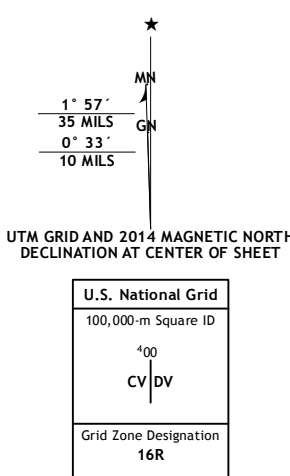 ★
MN
1° 57´
35 MILS
GN
0° 33´
10 MILS
UTM GRID AND 2014 MAGNETIC NORTH
DECLINATION AT CENTER OF SHEET
U.S. National Grid
100,000-m Square ID
⁴00
CV DV
Grid Zone Designation
16R